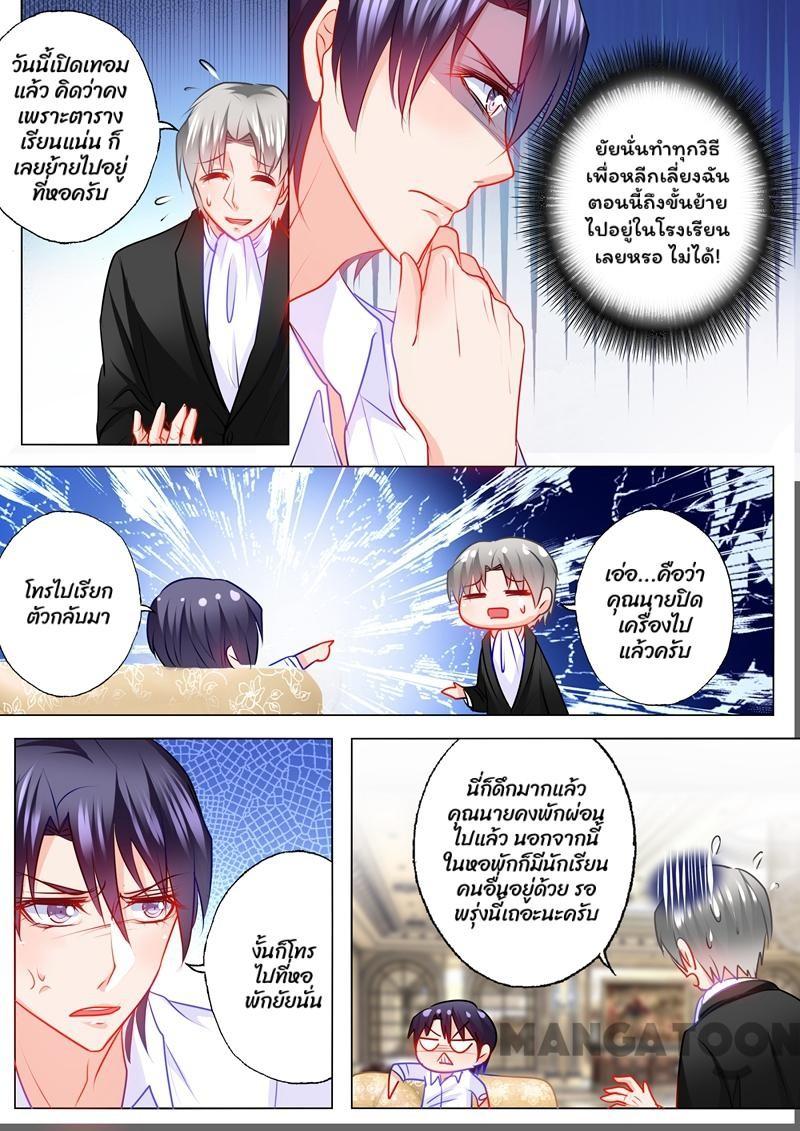 วันนี้เปิดเทอม
แล้ว คิดว่าคง
เพราะตาราง
เรียนแน่น ก็
เลยย้ายไปอยู่
ที่หอครับ
ยัยนั่นทำทุกวิธี
เพื่อหลีกเลี่ยงฉัน
ตอนนี้ถึงขั้นย้าย
ไปอยู่ในโรงเรียน
เลยหรอ ไม่ได้!
โทรไปเรียก
ตัวกลับมา
เอ่อ...คือว่า
คุณนายปิด
เครื่องไป
แล้วครับ
งั้นก็โทร
ไปที่หอ
พักยัยนั่น
นี่ก็ดึกมากแล้ว
คุณนายคงพักผ่อน
ไปแล้ว นอกจากนี้
ในหอพักก็มีนักเรียน
คนอื่นอยู่ด้วย รอ
พรุ่งนี้เถอะนะครับ
MANGATOON